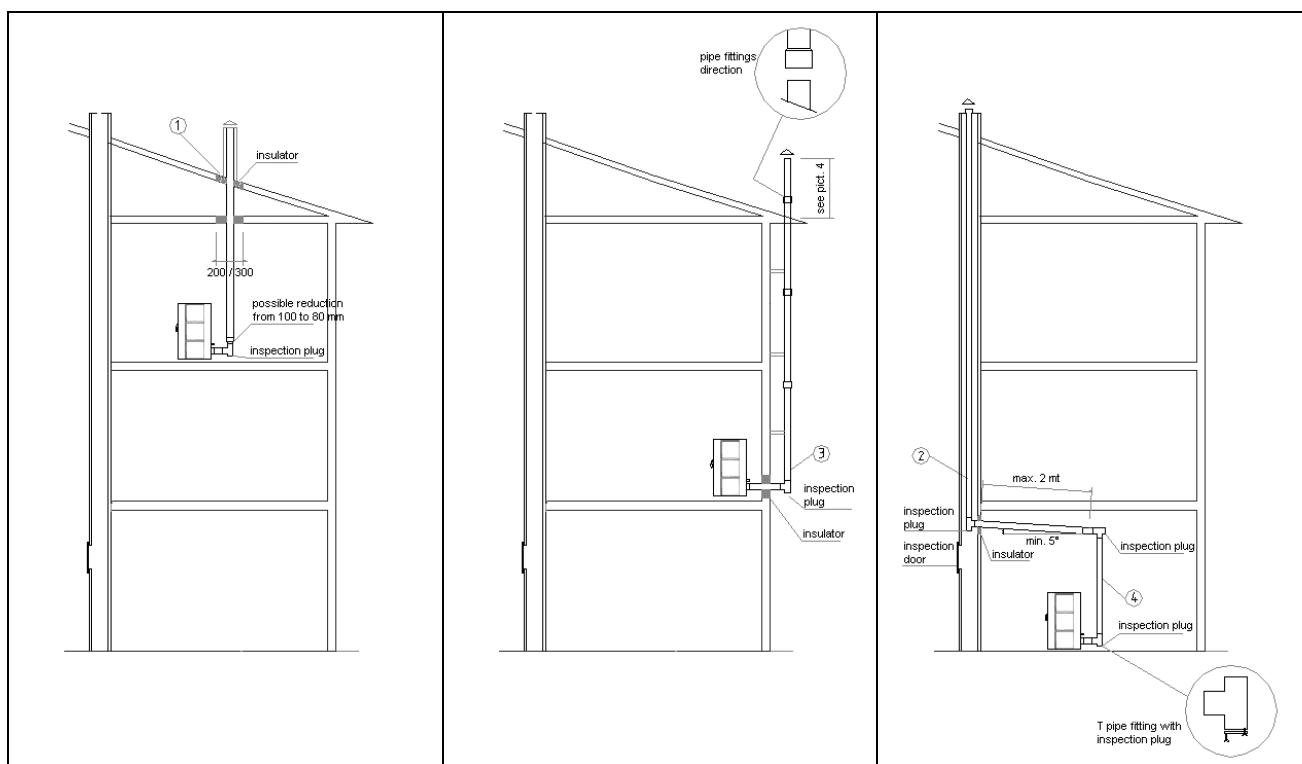 1
insulator
200 / 300
possible reduction
from 100 to 80 mm
inspection plug
pipe fittings
direction
see pict. 4
3
inspection
plug
insulator
2
max. 2 mt
inspection
plug
min. 5°
inspection plug
inspection
door
insulator
4
inspection plug
T pipe fitting with
inspection plug